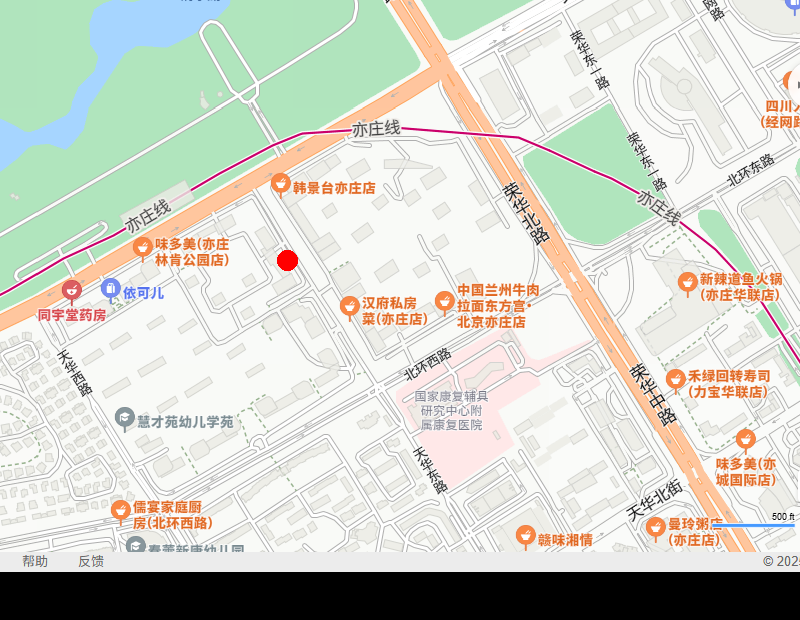 荣华东一路
网路
四川
(经网路
亦庄线
荣华东一路
北环东路
韩景台亦庄店
荣华北路
亦庄线
亦庄线
味多美(亦庄
林肯公园店)
新辣道鱼火锅
(亦庄华联店)
依可儿
同宇堂药房
汉府私房
菜(亦庄店)
中国兰州牛肉
拉面东方宫•
北京亦庄店
天华西路
北环西路
荣华中路
禾绿回转寿司
(力宝华联店)
国家康复辅具
研究中心附
属康复医院
慧才苑幼儿学苑
天华东路
味多美(亦
城国际店)
儒宴家庭厨
房(北环西路)
天华北街
500 ft
曼玲粥店
(亦庄店)
赣味湘情
帮助
反馈